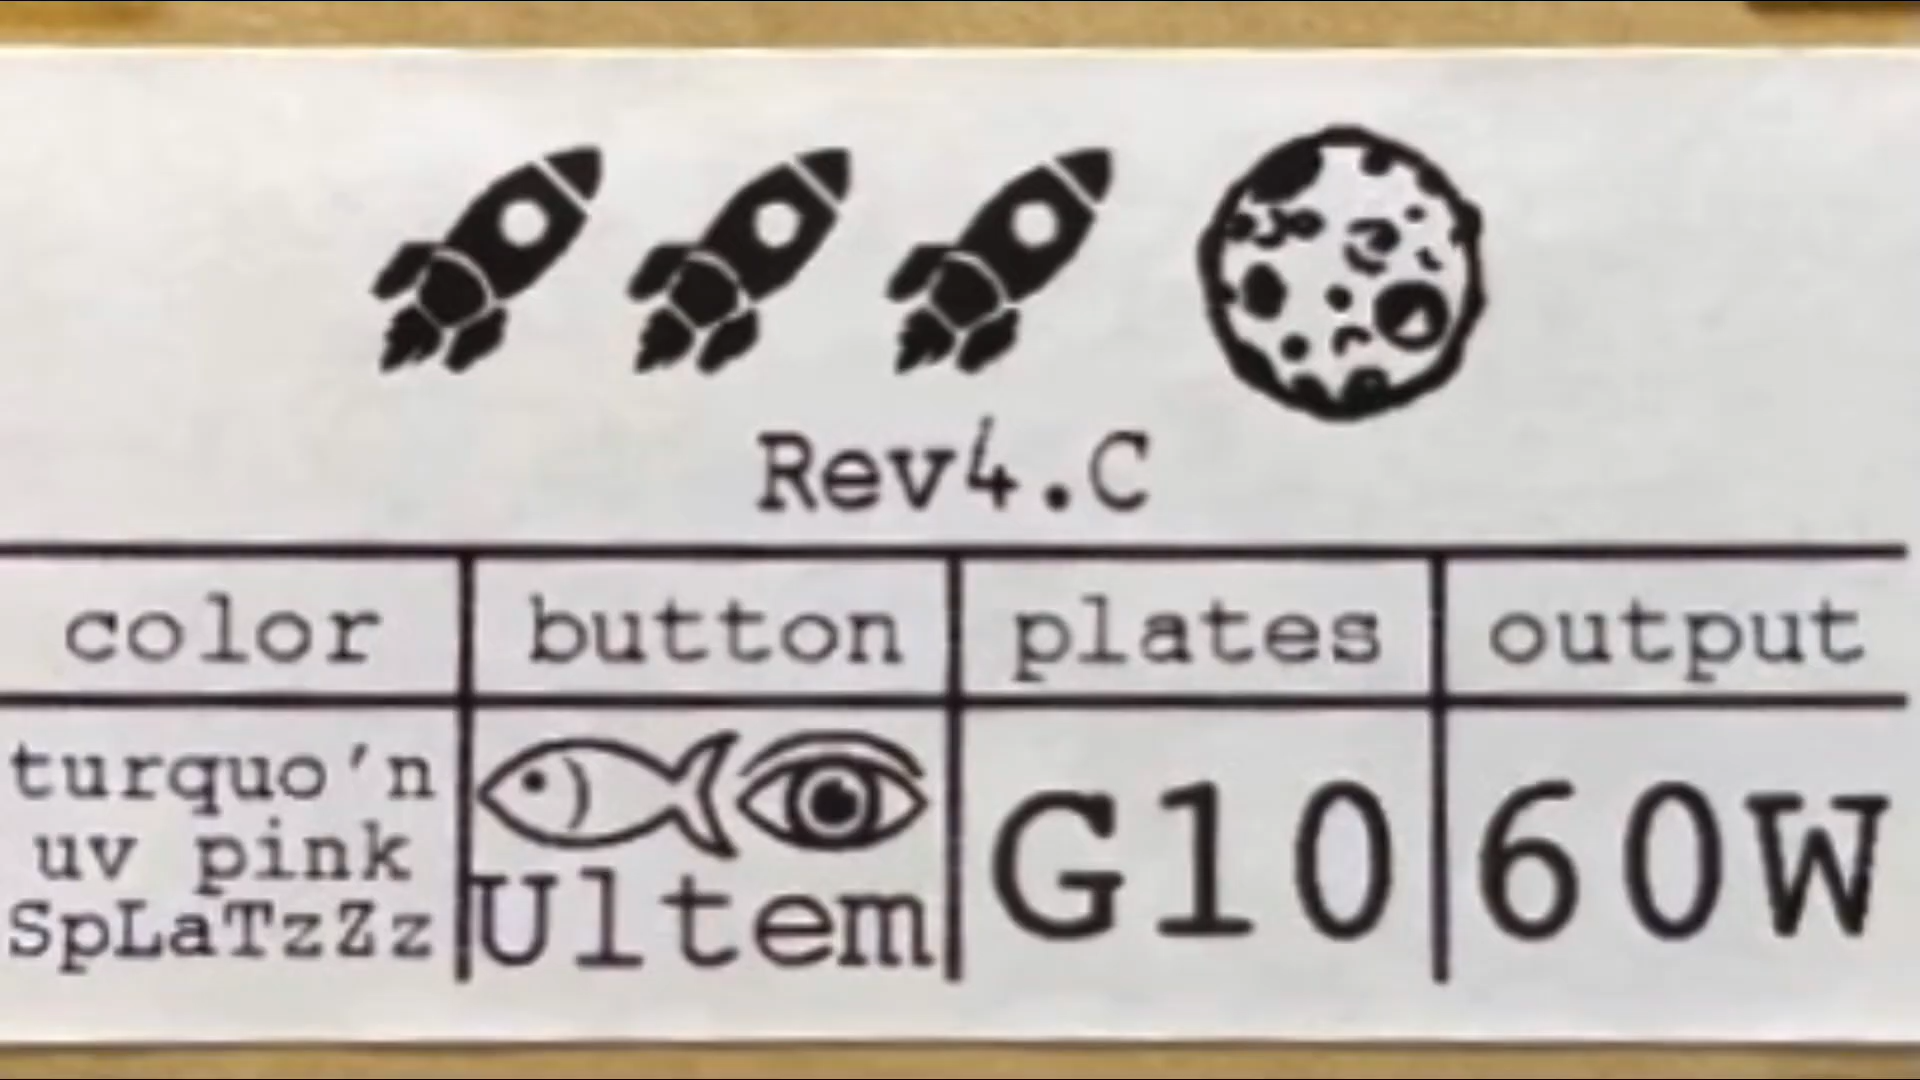 Rev4.C
color button plates output
turquo'n
uv pink
SpLaTzZz
Ultem
G10
60W